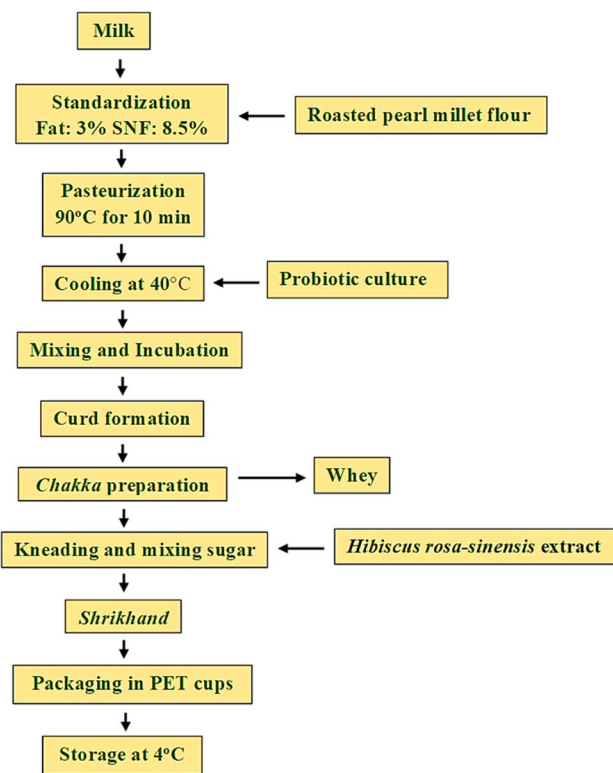 Milk
Standardization
Fat: 3% SNF: 8.5%
Roasted pearl millet flour
Pasteurization
90°C for 10 min
Cooling at 40°C
Probiotic culture
Mixing and Incubation
Curd formation
Chakka preparation
Whey
Kneading and mixing sugar
Hibiscus rosa-sinensis extract
Shrikhand
Packaging in PET cups
Storage at 4°C